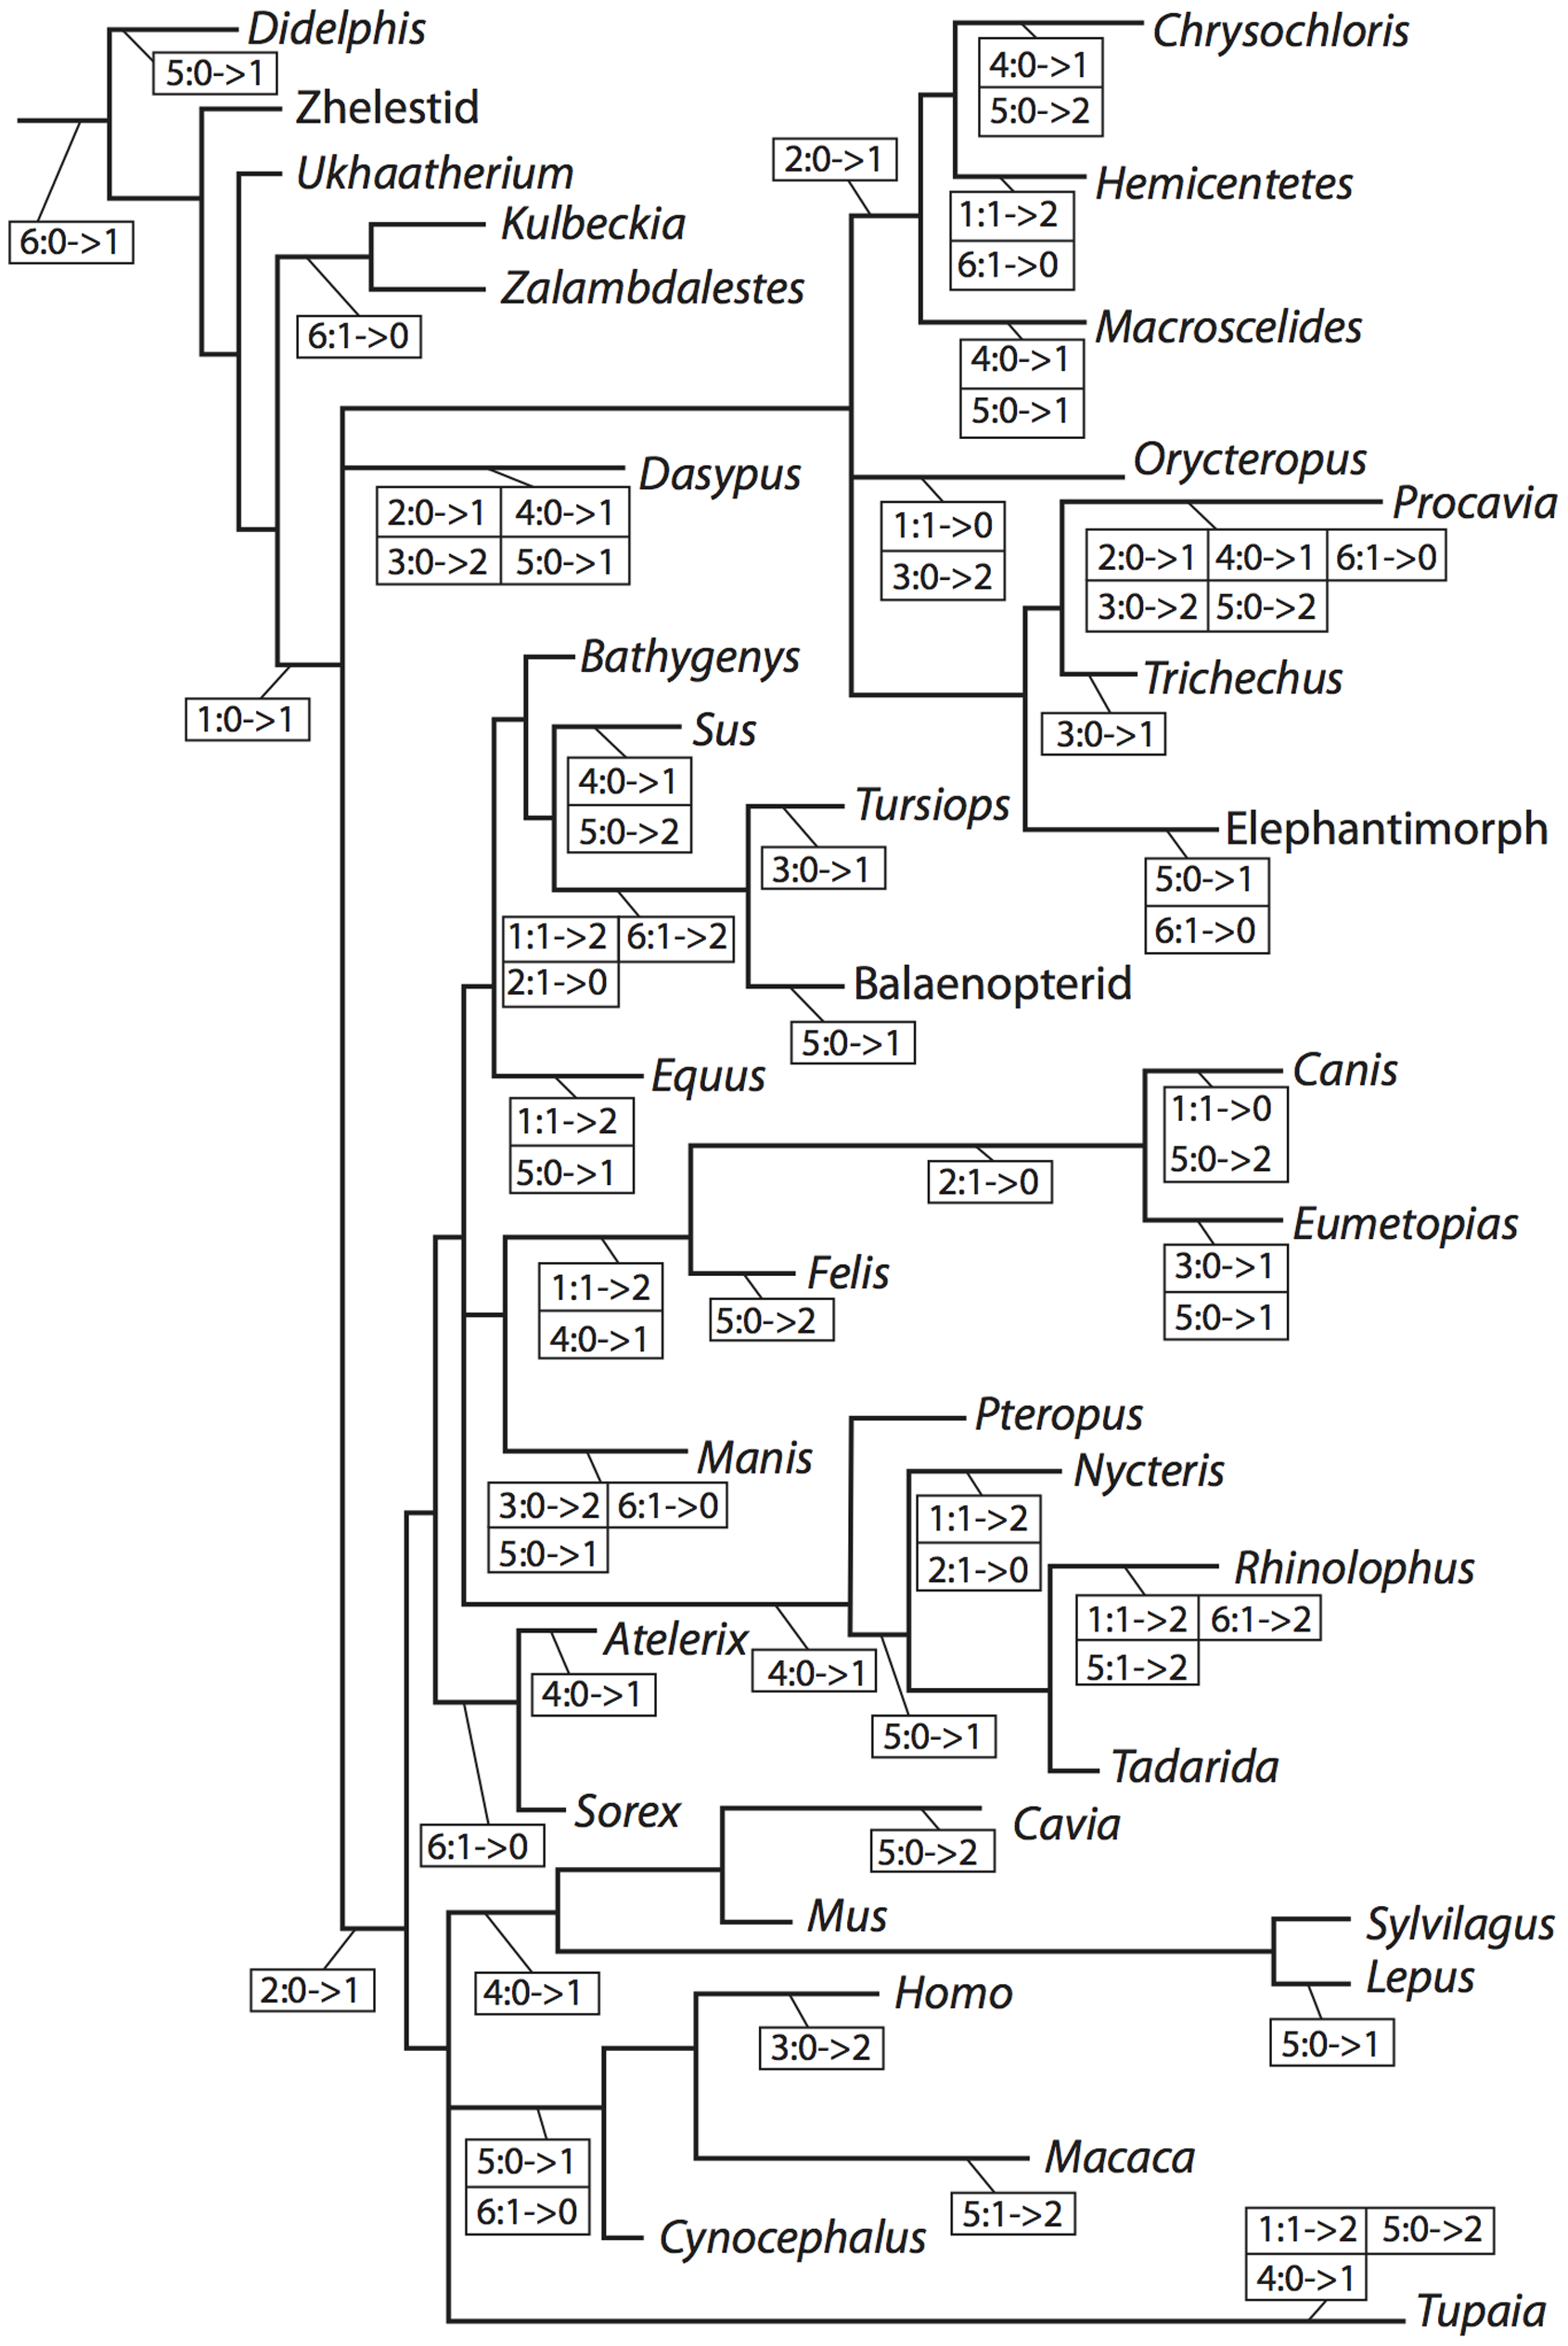 Didelphis
5:0->1
Zhelestid
6:0->1
Ukhaatherium
Kulbeckia
Zalambdalestes
6:1->0
Chrysochloris
4:0->1
5:0->2
2:0->1
Hemicentetes
1:1->2
6:1->0
Macroscelides
4:0->1
5:0->1
Dasypus
2:0->1 4:0->1
3:0->2 5:0->1
Orycteropus
1:1->0
3:0->2
Procavia
2:0->1 4:0->1 6:1->0
3:0->2 5:0->2
Trichechus
3:0->1
Elephantimorph
5:0->1
6:1->0
1:0->1
Bathygenys
Sus
4:0->1
5:0->2
Tursiops
3:0->1
1:1->2 6:1->2
2:1->0
Balaenopterid
5:0->1
Equus
1:1->2
5:0->1
Canis
1:1->0
5:0->2
2:1->0
Eumetopias
3:0->1
5:0->1
1:1->2
4:0->1
Felis
5:0->2
Manis
3:0->2 6:1->0
5:0->1
Pteropus
Nycteris
1:1->2
2:1->0
Rhinolophus
1:1->2 6:1->2
5:1->2
Atelerix
4:0->1
4:0->1
5:0->1
Tadarida
Sorex
6:1->0
Cavia
5:0->2
Mus
Sylvilagus
Lepus
5:0->1
2:0->1
4:0->1
Homo
3:0->2
5:0->1
6:1->0
Macaca
5:1->2
Cynocephalus
1:1->2 5:0->2
4:0->1
Tupaia